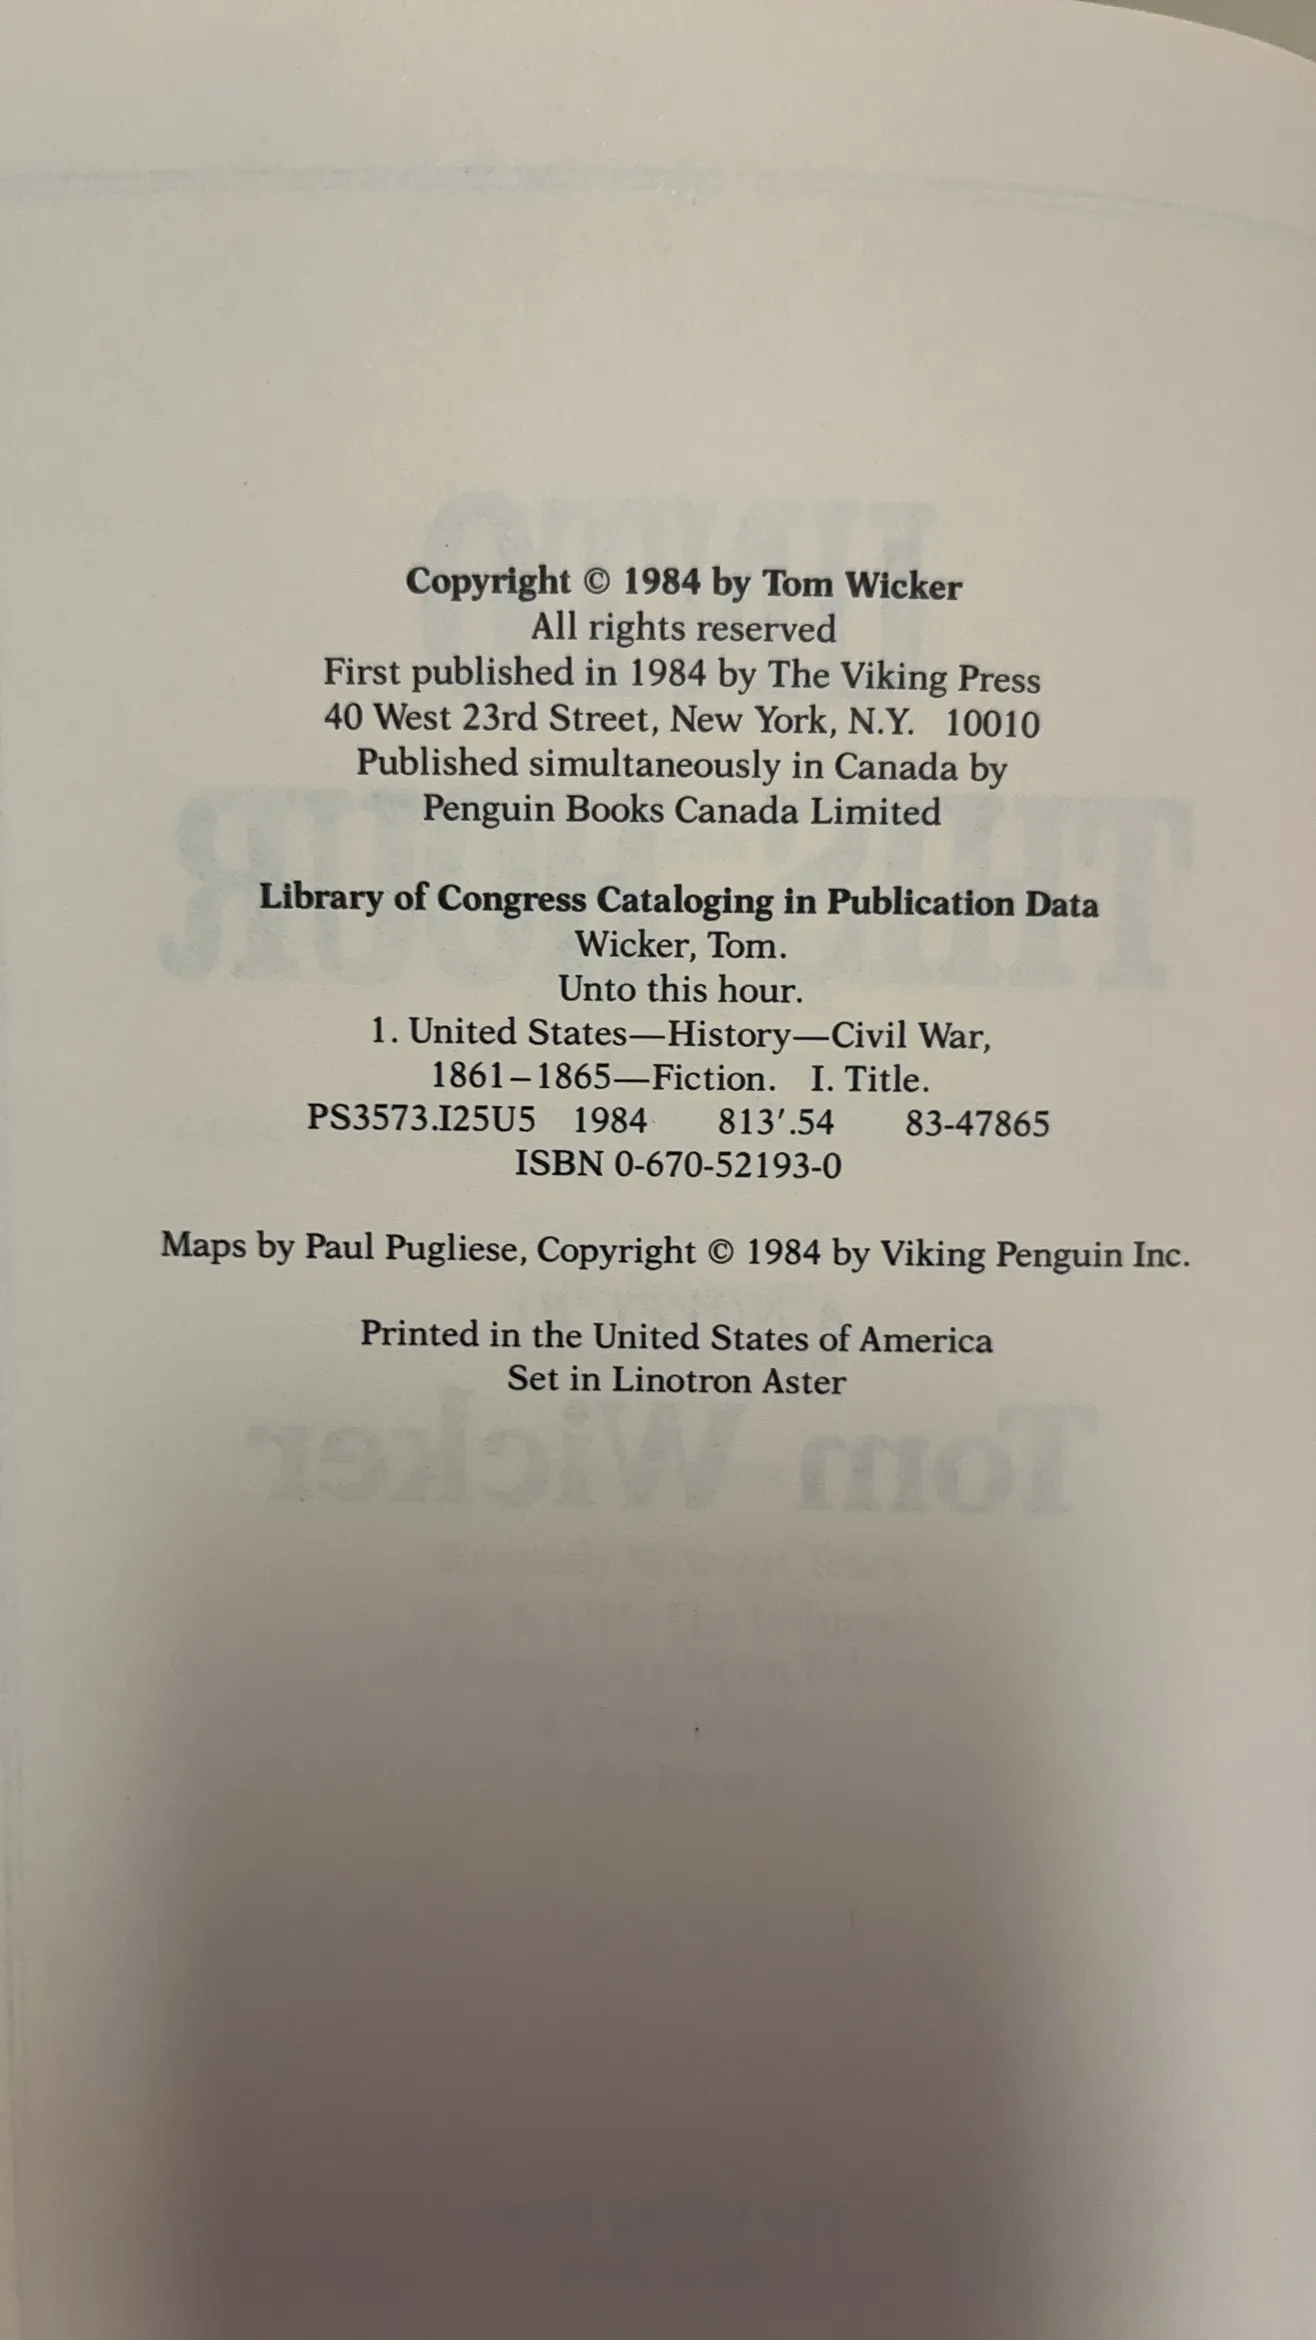 Copyright © 1984 by Tom Wicker
All rights reserved
First published in 1984 by The Viking Press
40 West 23rd Street, New York, N.Y. 10010
Published simultaneously in Canada by
Penguin Books Canada Limited
Library of Congress Cataloging in Publication Data
Wicker, Tom.
Unto this hour.
1. United States—History—Civil War,
1861–1865—Fiction. I. Title.
PS3573.I25U5 1984 813′.54 83-47865
ISBN 0-670-52193-0
Maps by Paul Pugliese, Copyright © 1984 by Viking Penguin Inc.
Printed in the United States of America
Set in Linotron Aster